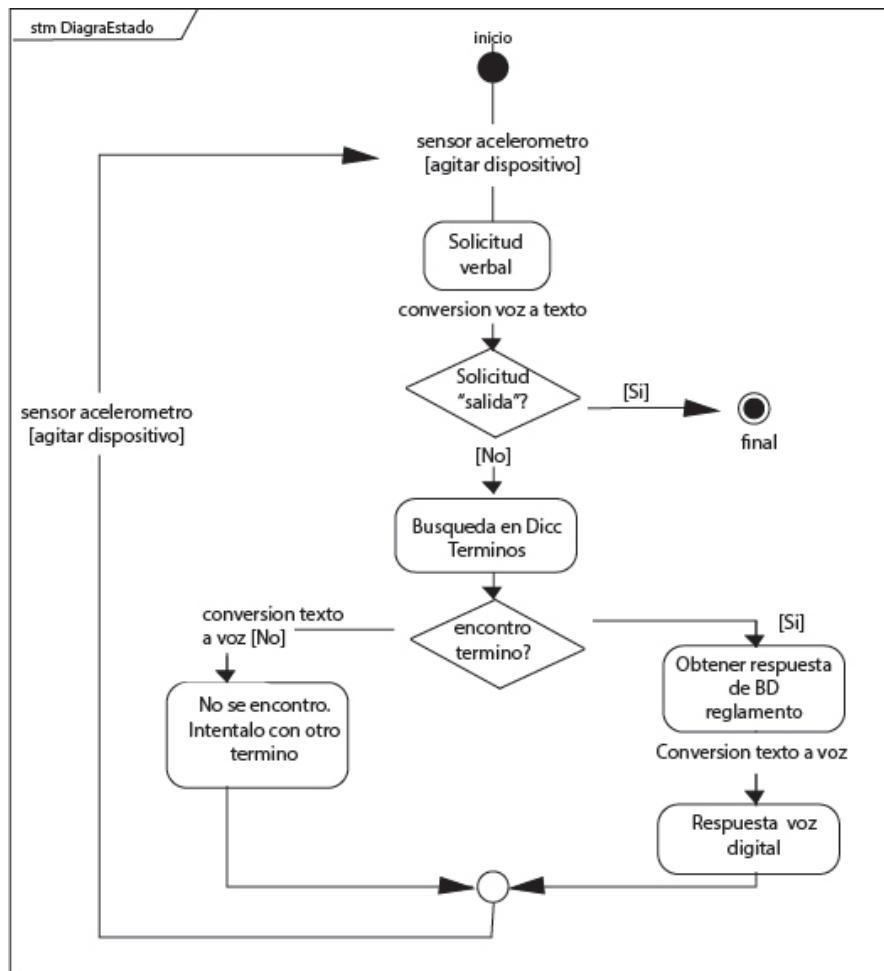 stm DiagraEstado
inicio
sensor acelerometro
[agitar dispositivo]
Solicitud
verbal
conversion voz a texto
Solicitud
“salida”?
[Si]
final
sensor acelerometro
[agitar dispositivo]
[No]
Busqueda en Dicc
Terminos
encontro
termino?
conversion texto
a voz [No]
[Si]
No se encontro.
Intentalo con otro
termino
Obtener respuesta
de BD
reglamento
Conversion texto a voz
Respuesta voz
digital